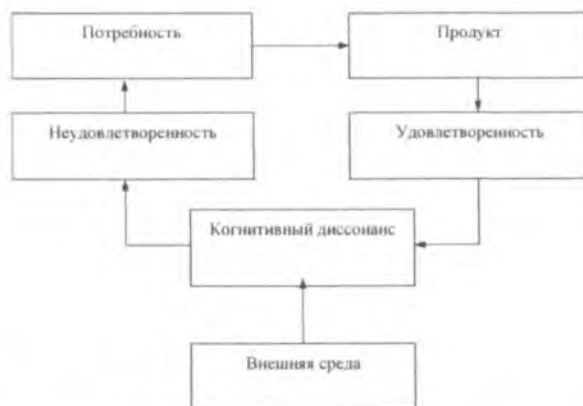 Потребность
Продукт
Неудовлетворенность
Удовлетворенность
Когнитивный диссонанс
Внешняя среда